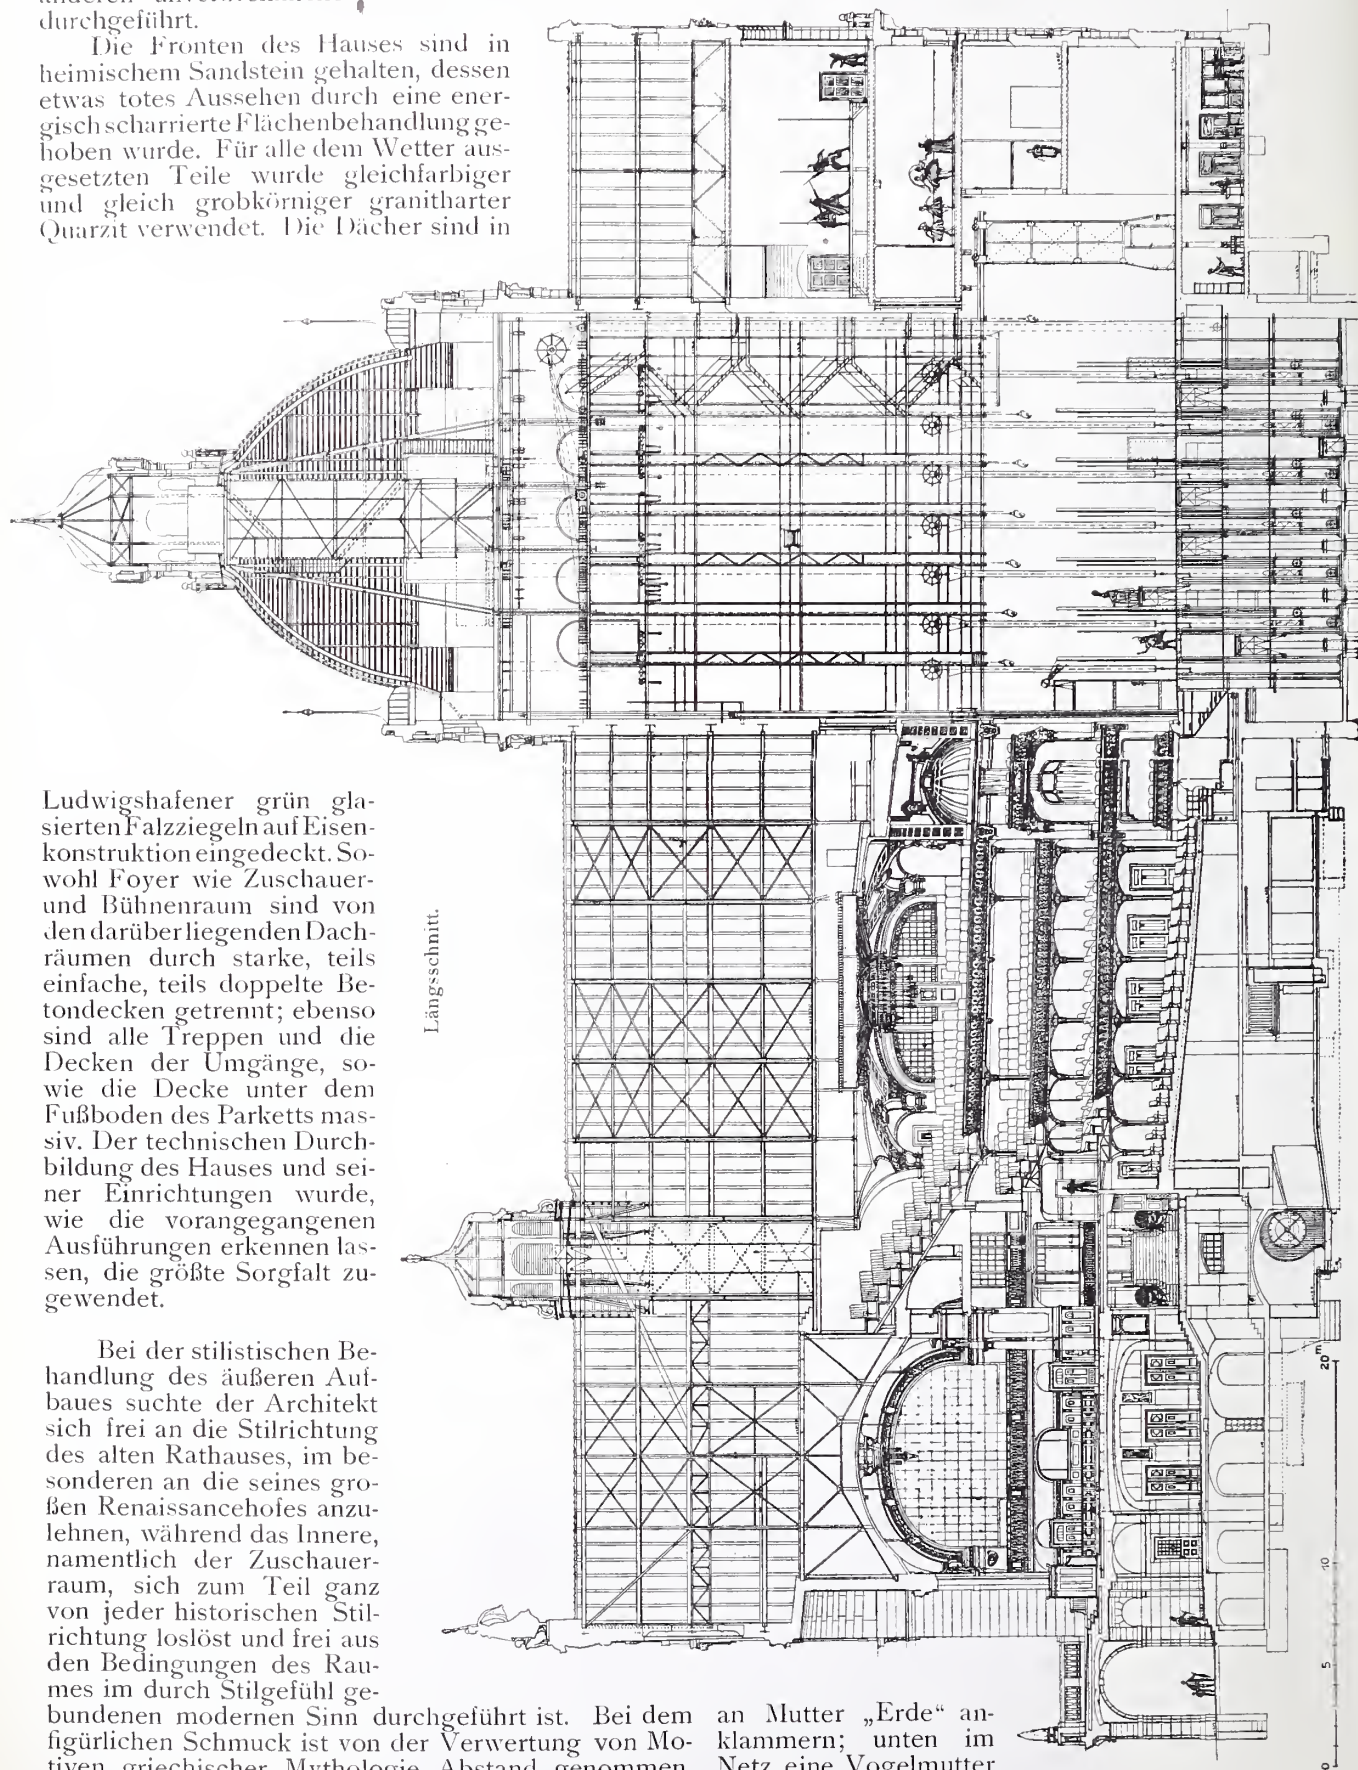 durchgeführt.
Die Fronten des Hauses sind in
heimischem Sandstein gehalten, dessen
etwas totes Aussehen durch eine ener-
gisch scharrierte Flächenbehandlung ge-
hoben wurde. Für alle dem Wetter aus-
gesetzten Teile wurde gleichfarbiger
und gleich grobkörniger granitharter
Quarzit verwendet. Die Dächer sind in
Ludwigshafener grün gla-
sierten Falzziegeln auf Eisen-
konstruktion eingedeckt. So-
wohl Foyer wie Zuschauer-
und Bühnenraum sind von
den darüber liegenden Dach-
räumen durch starke, teils
einfache, teils doppelte Be-
tondecken getrennt; ebenso
sind alle Treppen und die
Decken der Umgänge, so-
wie die Decke unter dem
Fußboden des Parketts mas-
siv. Der technischen Durch-
bildung des Hauses und sei-
ner Einrichtungen wurde,
wie die vorangegangenen
Ausführungen erkennen las-
sen, die größte Sorgfalt zu-
gewendet.
Bei der stilistischen Be-
handlung des äußeren Auf-
baues suchte der Architekt
sich frei an die Stilrichtung
des alten Rathauses, im be-
sonderen an die seines gro-
ßen Renaissancehofes anzu-
lehnen, während das Innere,
namentlich der Zuschauer-
raum, sich zum Teil ganz
von jeder historischen Stil-
richtung loslöst und frei aus
den Bedingungen des Rau-
mes im durch Stilgefühl ge-
bundenen modernen Sinn durchgeführt ist. Bei dem
figürlichen Schmuck ist von der Verwertung von Mo-
tiven griechischer Mythologie Abstand genommen
an Mutter „Erde“ an-
klammern; unten im
Netz eine Vogelmutter
Längsschnitt.
0 5 10 20 m